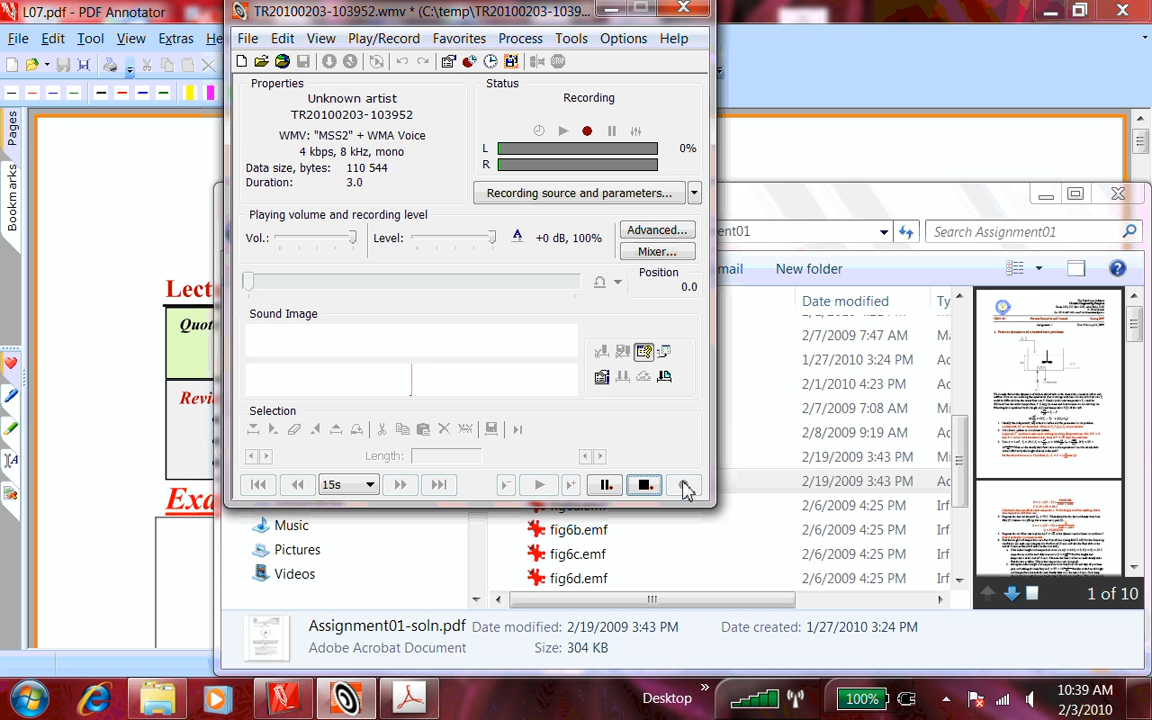 L07.pdf - PDF Annotator
File Edit Tool View Extras He
Pages
Bookmarks
Lect
Quot
Revi
Exa
TR20100203-103952.wmv * (C:\temp\TR20100203-1039...
File Edit View Play/Record Favorites Process Tools Options Help
Properties
Unknown artist
TR20100203-103952
WMV: "MSS2" + WMA Voice
4 kbps, 8 kHz, mono
Data size, bytes: 110 544
Duration: 3.0
Status
Recording
L 0%
R
Recording source and parameters...
Playing volume and recording level
Vol.: Level: +0 dB, 100%
Advanced...
Mixer...
Position
0.0
Sound Image
Selection
Length:
15s
ent01
Search Assignment01
mail New folder
Date modified Ty
2/7/2009 7:47 AM M
1/27/2010 3:24 PM Ac
2/1/2010 4:23 PM Ac
2/7/2009 7:08 AM Mi
2/8/2009 9:19 AM Ac
2/19/2009 3:43 PM Mi
2/19/2009 3:43 PM Ac
2/6/2009 4:25 PM Irf
Music
fig6b.emf 2/6/2009 4:25 PM Irf
Pictures
fig6c.emf 2/6/2009 4:25 PM Irf
Videos
fig6d.emf 2/6/2009 4:25 PM Irf
1 of 10
Assignment01-soln.pdf Date modified: 2/19/2009 3:43 PM Date created: 1/27/2010 3:24 PM
Adobe Acrobat Document Size: 304 KB
Desktop
100%
10:39 AM
2/3/2010